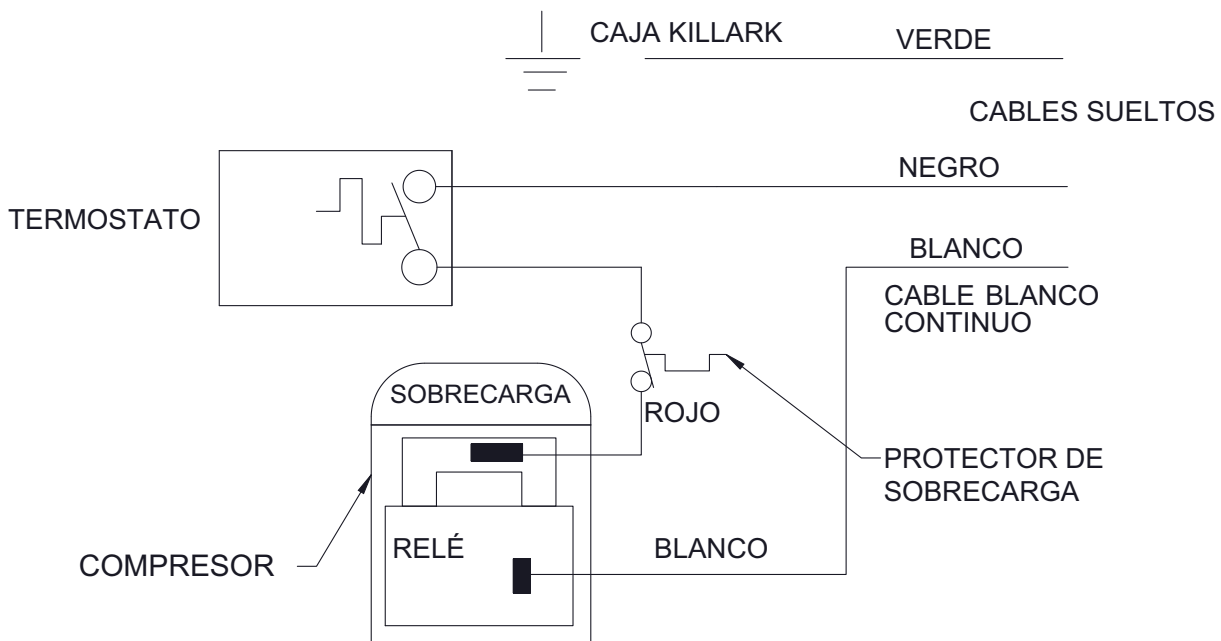 CAJA KILLARK
VERDE
CABLES SUELTOS
NEGRO
TERMOSTATO
BLANCO
CABLE BLANCO
CONTINUO
SOBRECARGA
ROJO
PROTECTOR DE
SOBRECARGA
RELÉ
BLANCO
COMPRESOR